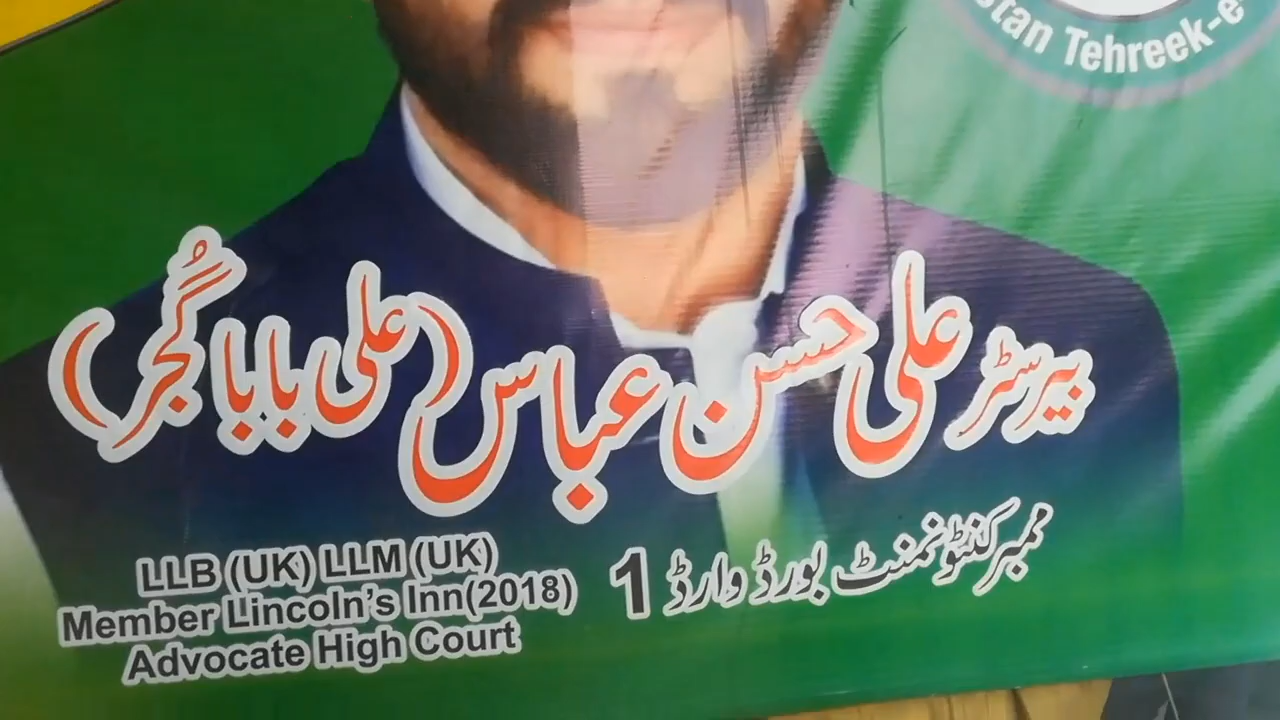 stan Tehreek-e
بیرسٹر علی حسن عباس (علی بابا گُجر)
ممبر کنٹونمنٹ بورڈ وارڈ 1
LLB (UK) LLM (UK)
Member Lincoln's Inn(2018)
Advocate High Court